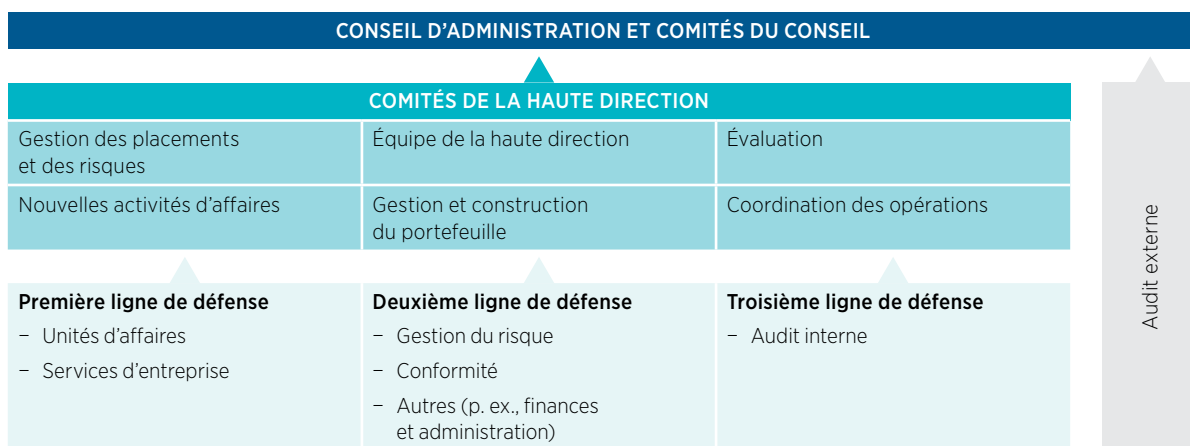 CONSEIL D’ADMINISTRATION ET COMITÉS DU CONSEIL
COMITÉS DE LA HAUTE DIRECTION
Gestion des placements
et des risques
Équipe de la haute direction
Évaluation
Nouvelles activités d’affaires
Gestion et construction
du portefeuille
Coordination des opérations
Première ligne de défense
– Unités d’affaires
– Services d’entreprise
Deuxième ligne de défense
– Gestion du risque
– Conformité
– Autres (p. ex., finances
et administration)
Troisième ligne de défense
– Audit interne
Audit externe